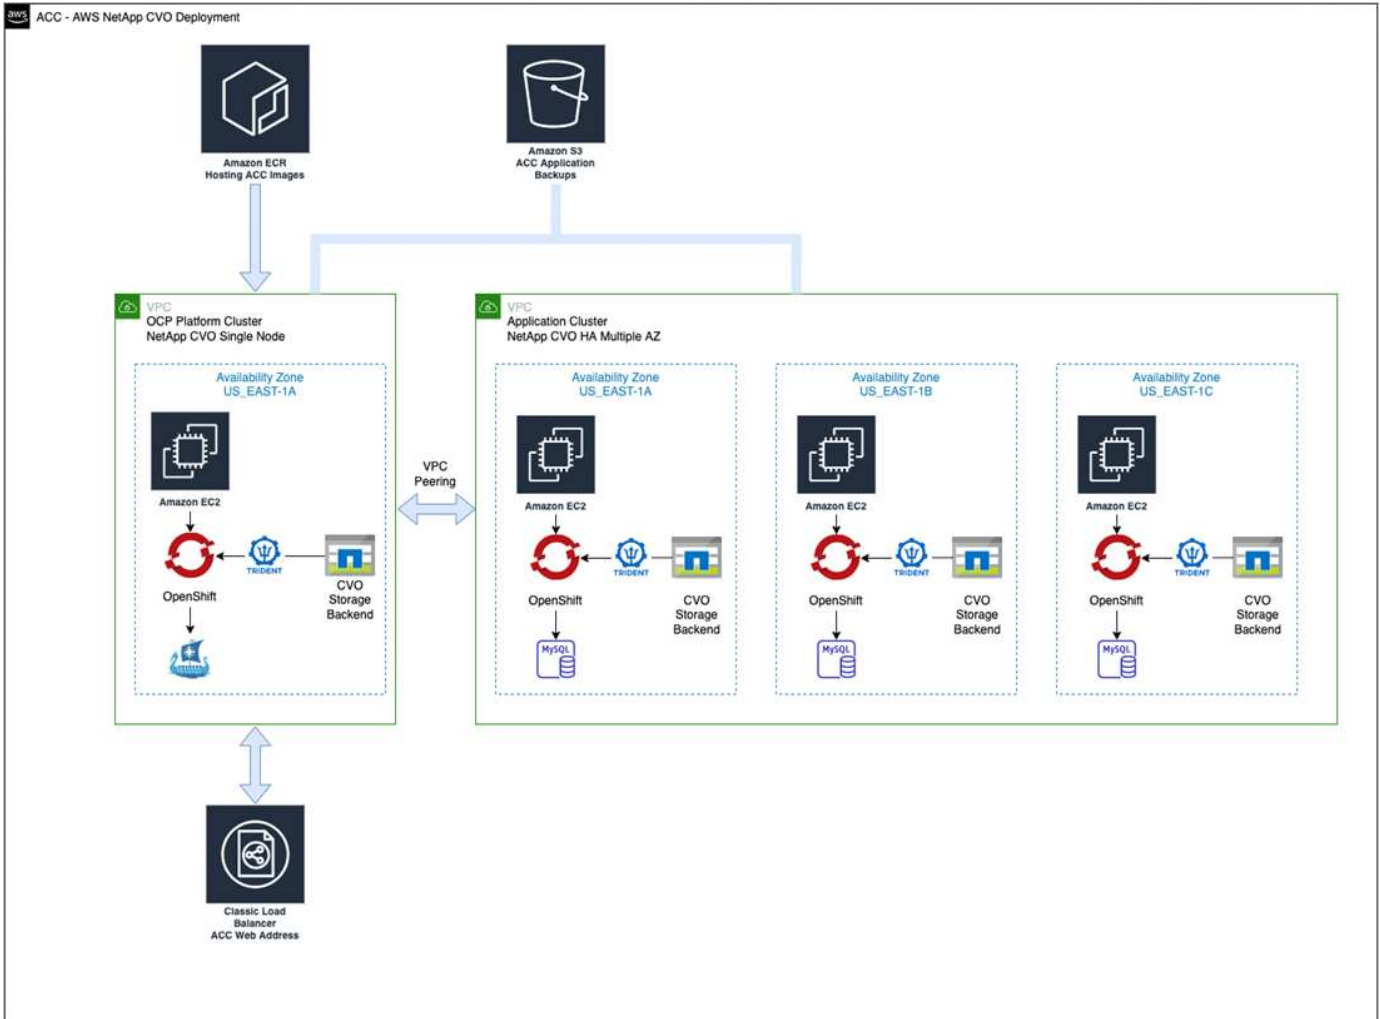 aws
ACC - AWS NetApp CVO Deployment
Amazon ECR
Hosting ACC Images
Amazon S3
ACC Application
Backups
VPC
OCP Platform Cluster
NetApp CVO Single Node
Availability Zone
US_EAST-1A
Amazon EC2
TRIDENT
OpenShift
CVO
Storage
Backend
VPC
Peering
VPC
Application Cluster
NetApp CVO HA Multiple AZ
Availability Zone
US_EAST-1A
Amazon EC2
TRIDENT
OpenShift
CVO
Storage
Backend
MySQL
Availability Zone
US_EAST-1B
Amazon EC2
TRIDENT
OpenShift
CVO
Storage
Backend
MySQL
Availability Zone
US_EAST-1C
Amazon EC2
TRIDENT
OpenShift
CVO
Storage
Backend
MySQL
Classic Load
Balancer
ACC Web Address